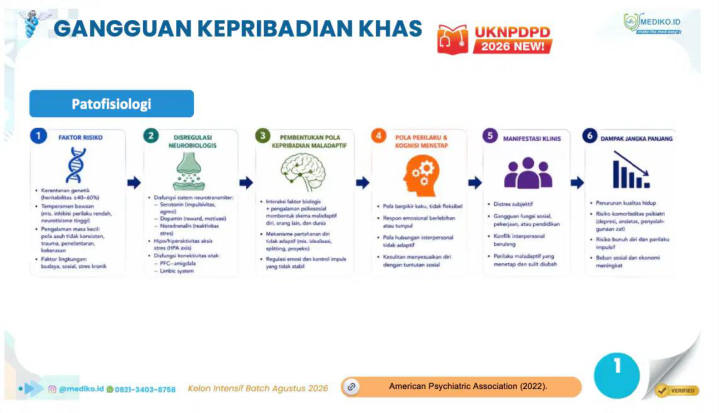 GANGGUAN KEPRIBADIAN KHAS
UKNPDPD
2026 NEW!
MEDIKO.ID
Patofisiologi
1
FAKTOR RISIKO
• Kerentanan genetik
(heritabilitas ±40–60%)
• Temperamen bawaan
(mis. inhibisi perilaku rendah,
neurotisisme tinggi)
• Pengalaman masa kecil
pola asuh tidak konsisten,
trauma, penelantaran,
kekerasan
• Faktor lingkungan:
budaya, sosial, stres kronik
2
DISREGULASI
NEUROBIOLOGIS
• Disfungsi sistem neurotransmiter:
– Serotonin (impulsivitas,
agresi)
– Dopamin (reward, motivasi)
– Noradrenalin (reaktivitas
stres)
• Hipo/hiperaktivitas aksis
stres (HPA axis)
• Disfungsi konektivitas otak:
– PFC–amigdala
– Limbic system
3
PEMBENTUKAN POLA
KEPRIBADIAN MALADAPTIF
• Interaksi faktor biologis
+ pengalaman psikososial
membentuk skema maladaptif
diri, orang lain, dan dunia
• Mekanisme pertahanan diri
tidak adaptif (mis. idealisasi,
splitting, proyeksi)
• Regulasi emosi dan kontrol impuls
yang tidak stabil
4
POLA PERILAKU &
KOGNISI MENETAP
• Pola berpikir kaku, tidak fleksibel
• Respon emosional berlebihan
atau tumpul
• Pola hubungan interpersonal
tidak adaptif
• Kesulitan menyesuaikan diri
dengan tuntutan sosial
5
MANIFESTASI KLINIS
• Distres subjektif
• Gangguan fungsi sosial,
pekerjaan, atau pendidikan
• Konflik interpersonal
berulang
• Perilaku maladaptif yang
menetap dan sulit diubah
6
DAMPAK JANGKA PANJANG
• Penurunan kualitas hidup
• Risiko komorbiditas psikiatri
(depresi, ansietas, penyalah-
gunaan zat)
• Risiko bunuh diri dan perilaku
impulsif
• Beban sosial dan ekonomi
meningkat
@mediko.id 0821-3403-8758
Kelon Intensif Batch Agustus 2026
American Psychiatric Association (2022).
1
VERIFIED